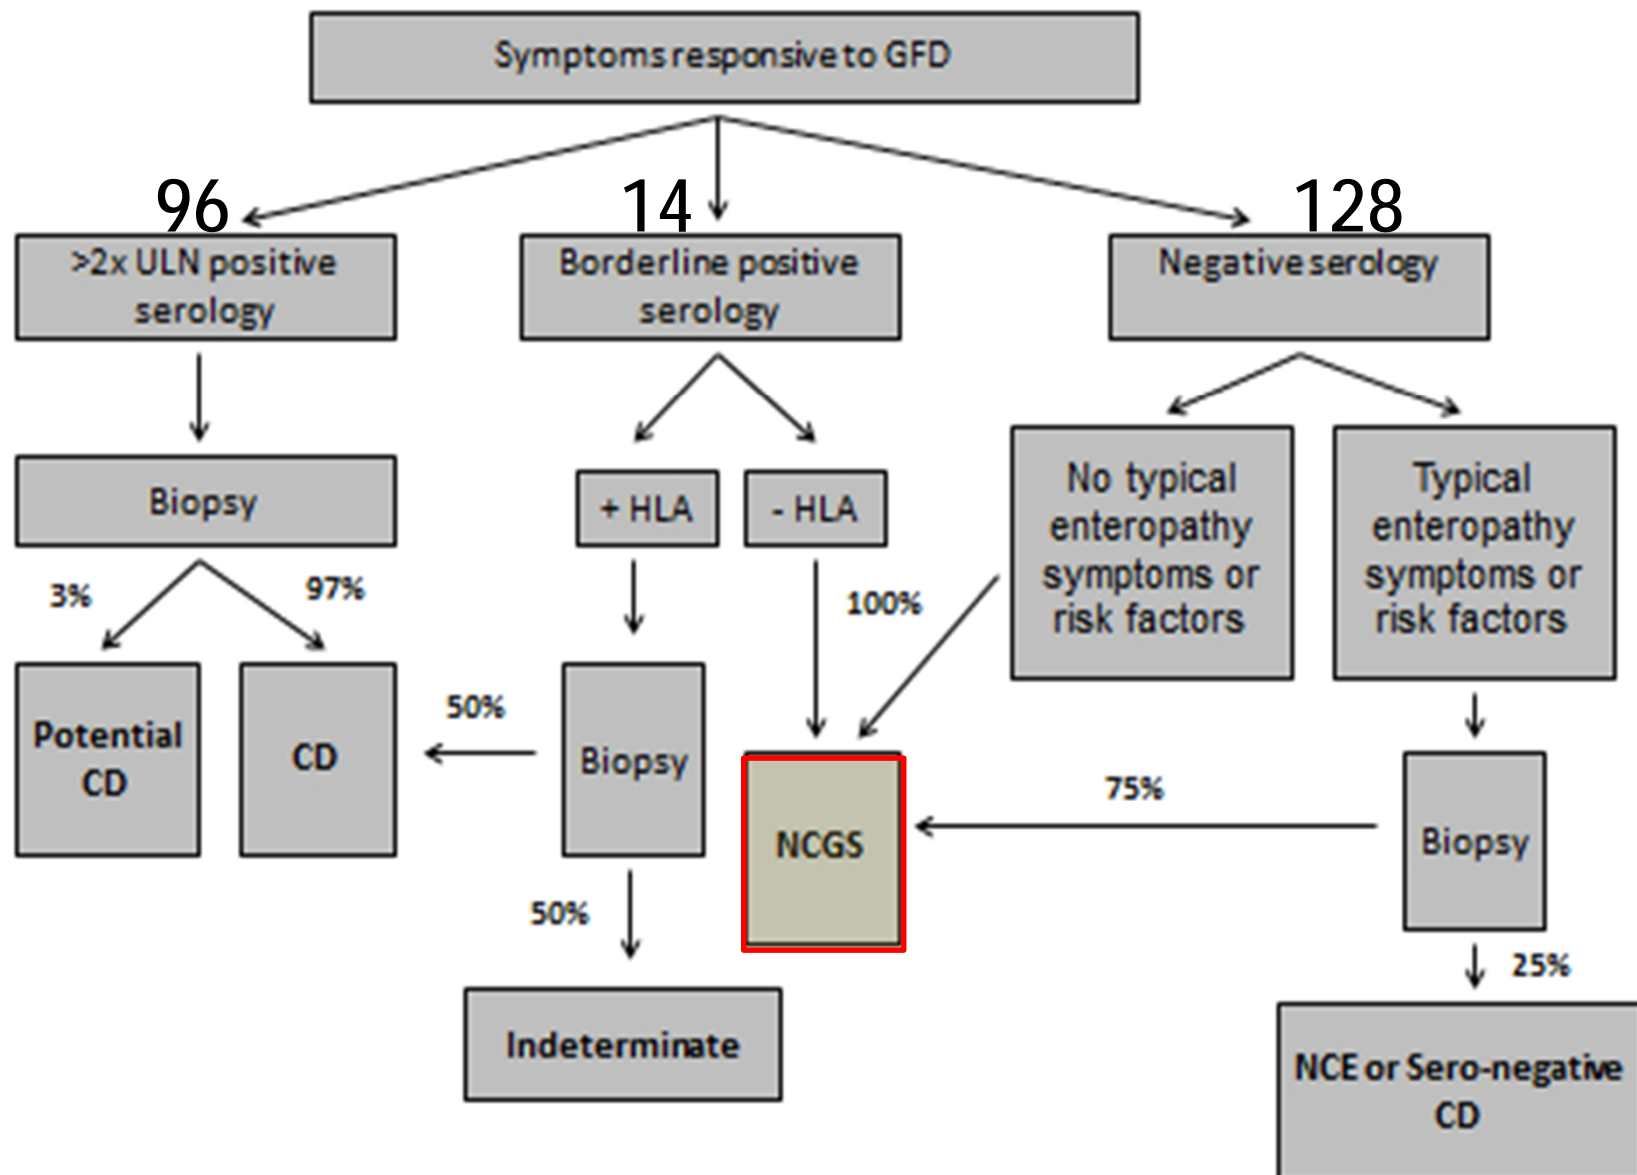 Symptoms responsive to GFD
96
14
128
>2x ULN positive
serology
Borderline positive
serology
Negative serology
Biopsy
+ HLA
- HLA
No typical
enteropathy
symptoms or
risk factors
Typical
enteropathy
symptoms or
risk factors
3%
97%
100%
Potential
CD
CD
50%
Biopsy
NCGS
75%
Biopsy
50%
25%
Indeterminate
NCE or Sero-negative
CD